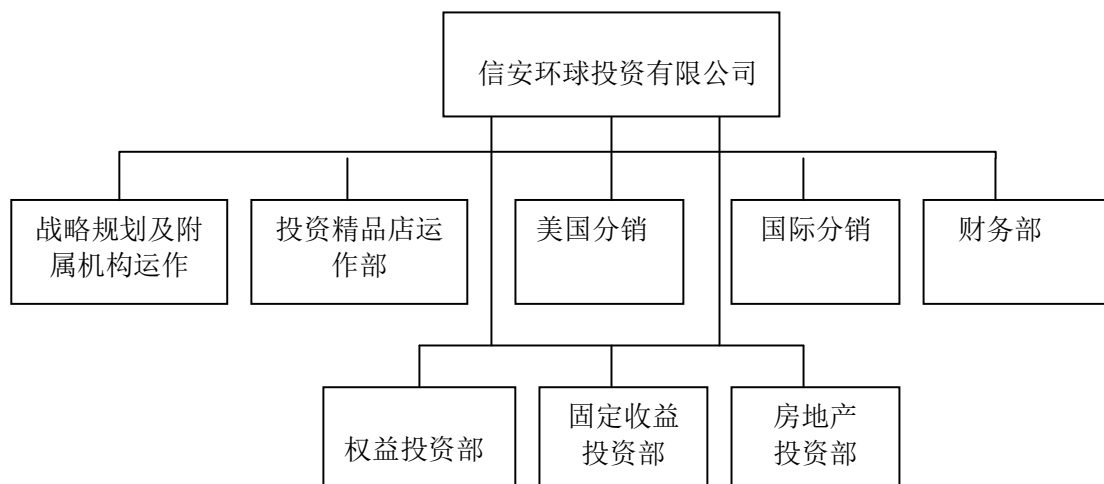 信安环球投资有限公司
战略规划及附
属机构运作
投资精品店运
作部
美国分销
国际分销
财务部
权益投资部
固定收益
投资部
房地产
投资部